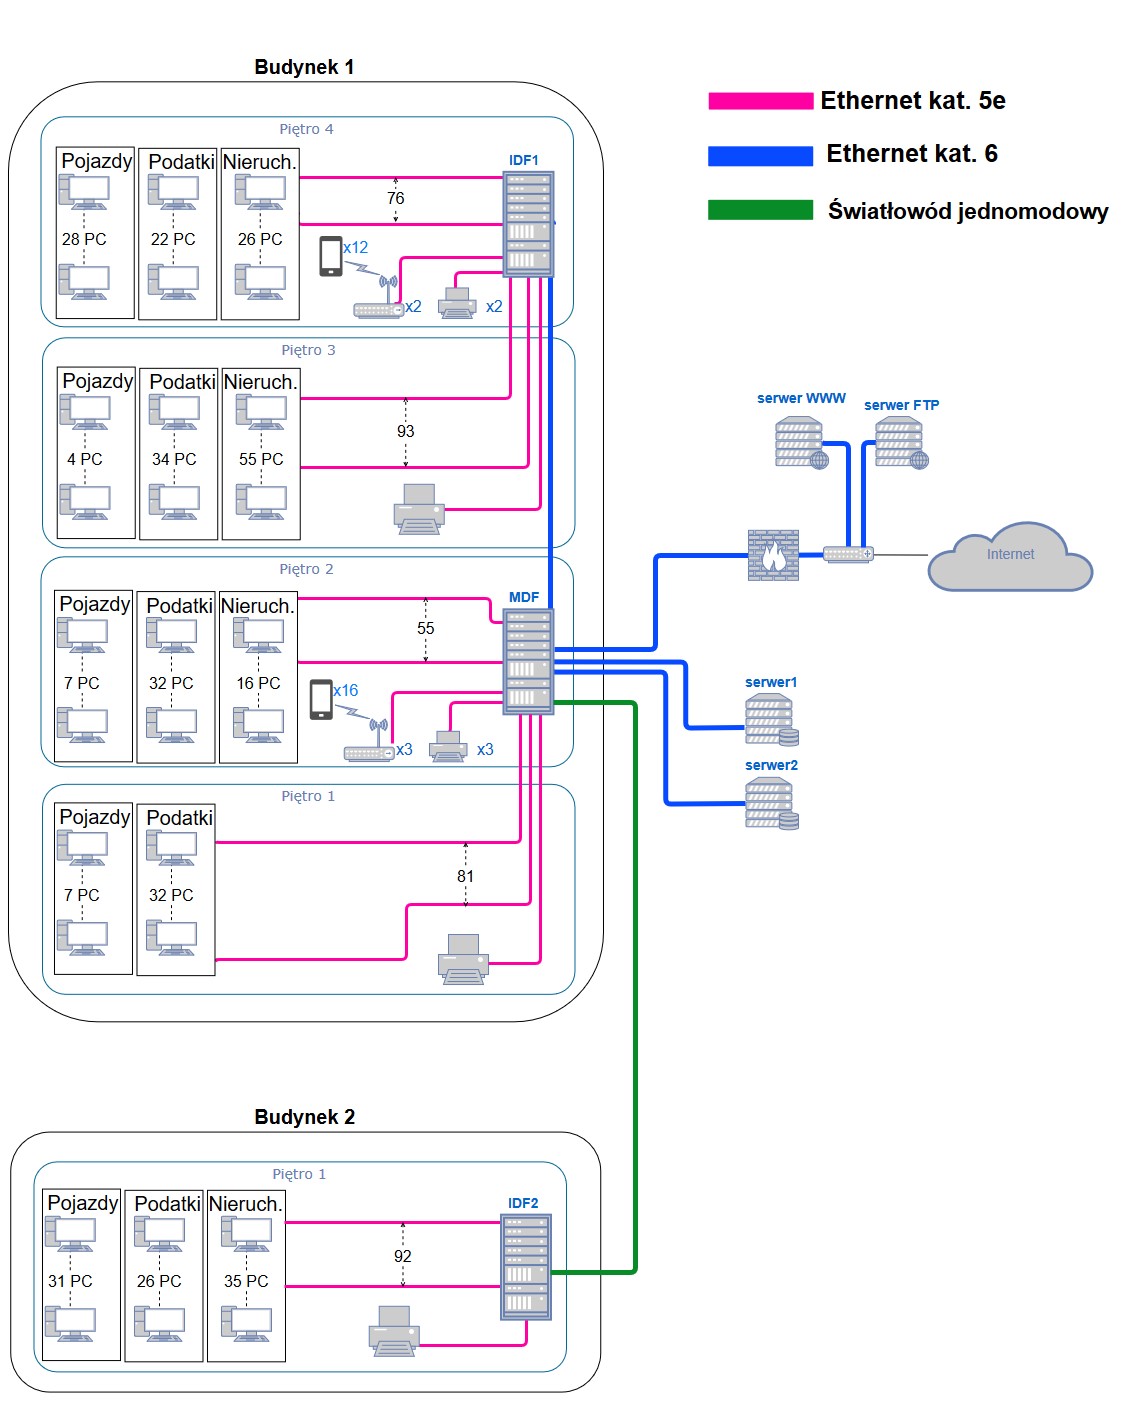 Budynek 1
Ethernet kat. 5e
Ethernet kat. 6
Światłowód jednomodowy
Piętro 4
Pojazdy
Podatki
Nieruch.
IDF1
28 PC
22 PC
26 PC
76
x12
x2
x2
Piętro 3
Pojazdy
Podatki
Nieruch.
4 PC
34 PC
55 PC
93
serwer WWW
serwer FTP
Internet
Piętro 2
Pojazdy
Podatki
Nieruch.
MDF
7 PC
32 PC
16 PC
55
x16
x3
x3
serwer1
serwer2
Piętro 1
Pojazdy
Podatki
7 PC
32 PC
81
Budynek 2
Piętro 1
Pojazdy
Podatki
Nieruch.
IDF2
31 PC
26 PC
35 PC
92